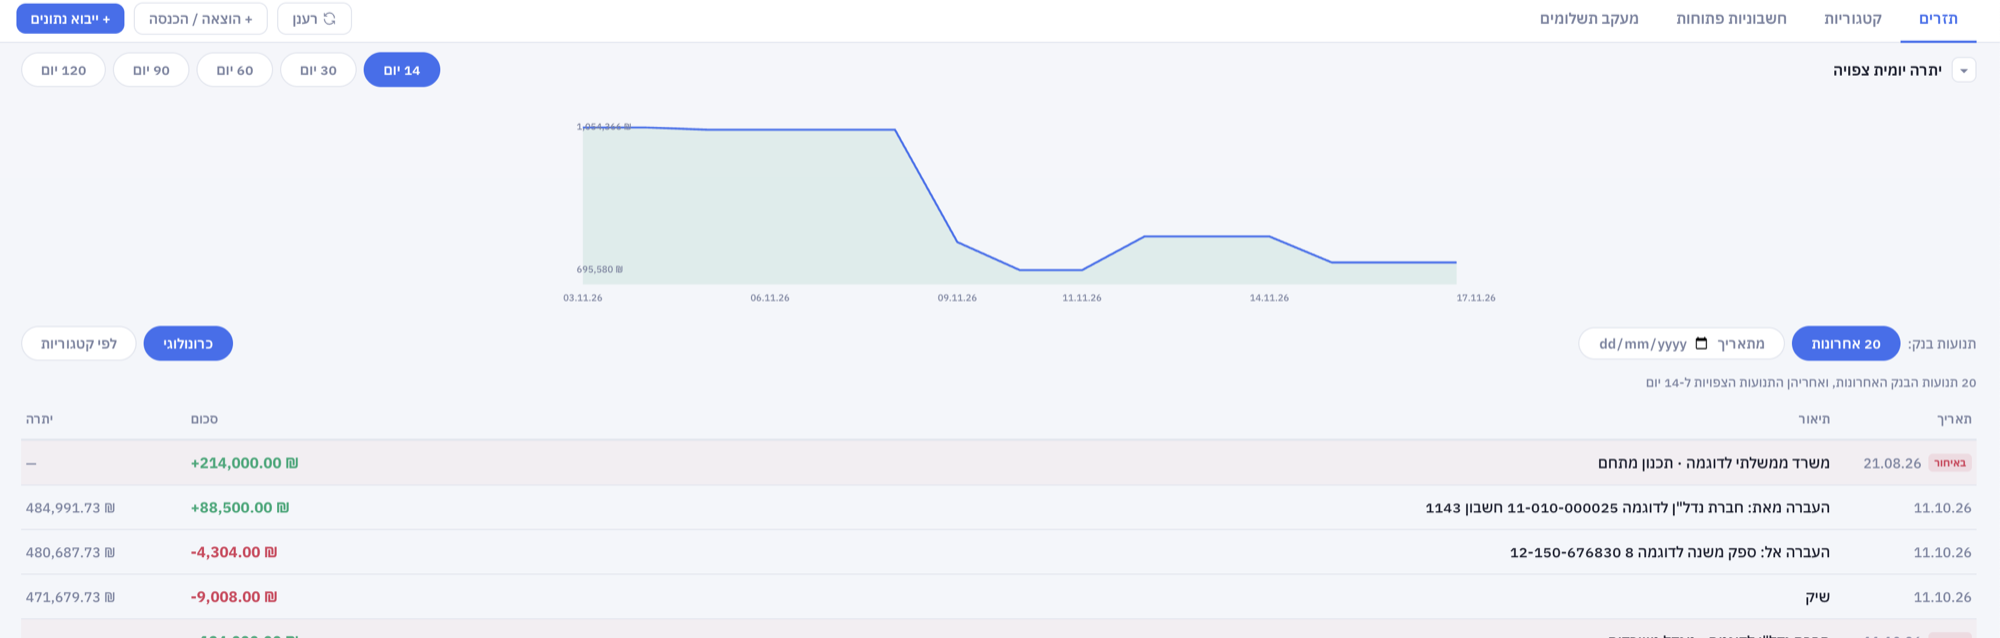 תזרים קטגוריות חשבוניות פתוחות מעקב תשלומים רענן + הוצאה / הכנסה + ייבוא נתונים
יתרה יומית צפויה 14 יום 30 יום 60 יום 90 יום 120 יום
1,054,366 ₪
695,580 ₪
03.11.26 06.11.26 09.11.26 11.11.26 14.11.26 17.11.26
תנועות בנק: 20 אחרונות מתאריך dd/mm/yyyy כרונולוגי לפי קטגוריות
20 תנועות הבנק האחרונות, ואחריהן התנועות הצפויות ל-14 יום
תאריך תיאור סכום יתרה
באיחור 21.08.26 משרד ממשלתי לדוגמה · תכנון מתחם +214,000.00 ₪ —
11.10.26 העברה מאת: חברת נדל"ן לדוגמה 11-010-000025 חשבון 1143 +88,500.00 ₪ 484,991.73 ₪
11.10.26 העברה אל: ספק משנה לדוגמה 8 12-150-676830 -4,304.00 ₪ 480,687.73 ₪
11.10.26 שיק -9,008.00 ₪ 471,679.73 ₪